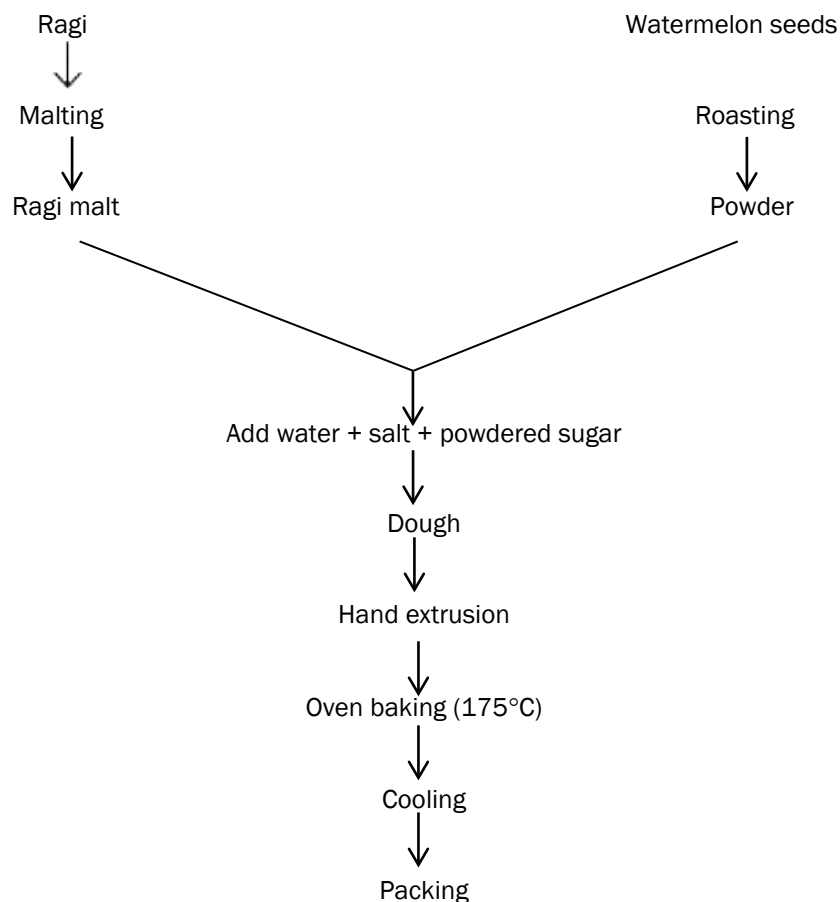 Ragi
Watermelon seeds
Malting
Roasting
Ragi malt
Powder
Add water + salt + powdered sugar
Dough
Hand extrusion
Oven baking (175°C)
Cooling
Packing